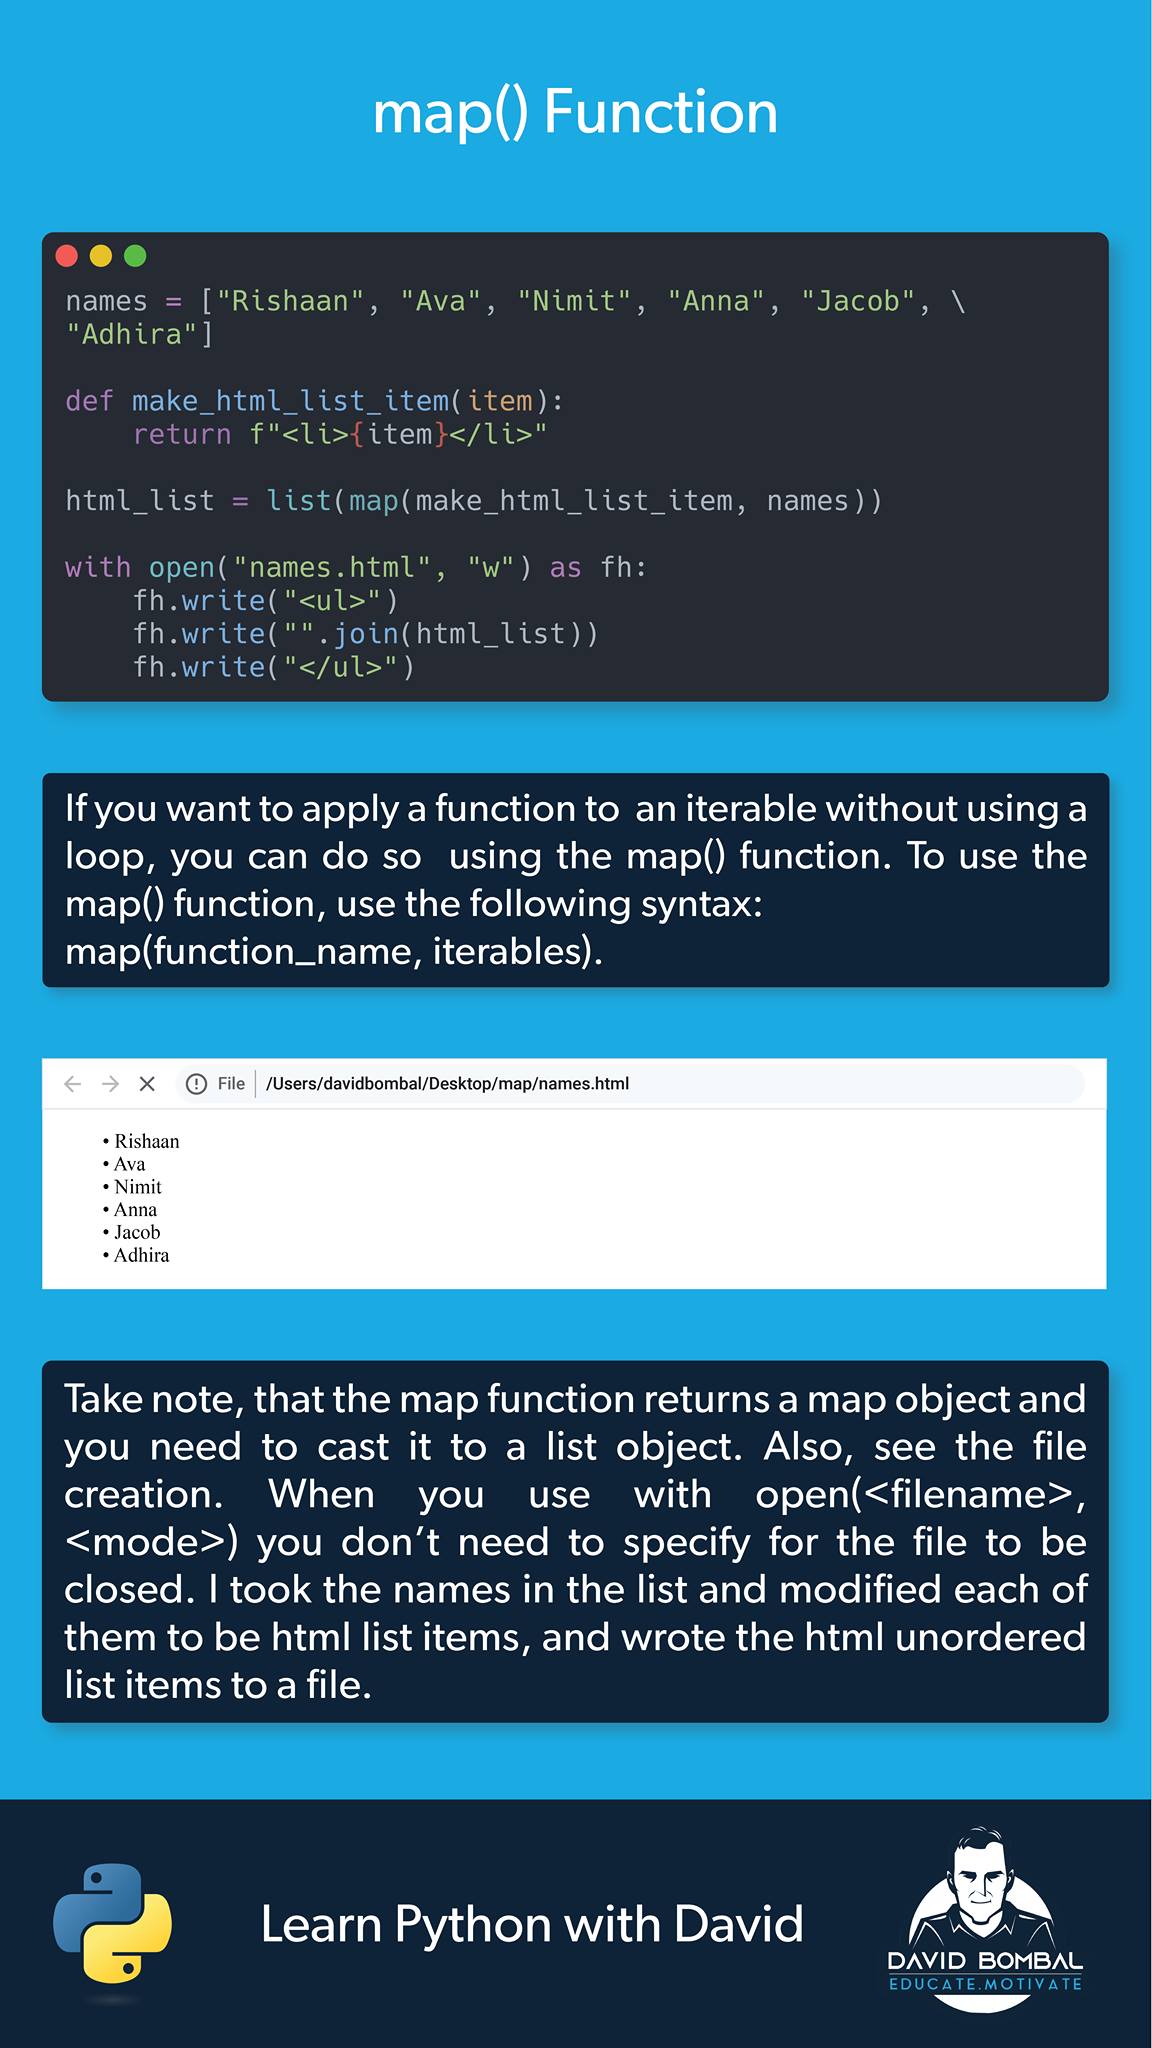 map() Function
names = ["Rishaan", "Ava", "Nimit", "Anna", "Jacob", \
"Adhira"]
def make_html_list_item(item):
    return f"<li>{item}</li>"
html_list = list(map(make_html_list_item, names))
with open("names.html", "w") as fh:
    fh.write("<ul>")
    fh.write("".join(html_list))
    fh.write("</ul>")
If you want to apply a function to an iterable without using a
loop, you can do so using the map() function. To use the
map() function, use the following syntax:
map(function_name, iterables).
File /Users/davidbombal/Desktop/map/names.html
• Rishaan
• Ava
• Nimit
• Anna
• Jacob
• Adhira
Take note, that the map function returns a map object and
you need to cast it to a list object. Also, see the file
creation. When you use with open(<filename>,
<mode>) you don't need to specify for the file to be
closed. I took the names in the list and modified each of
them to be html list items, and wrote the html unordered
list items to a file.
Learn Python with David
DAVID BOMBAL
EDUCATE.MOTIVATE